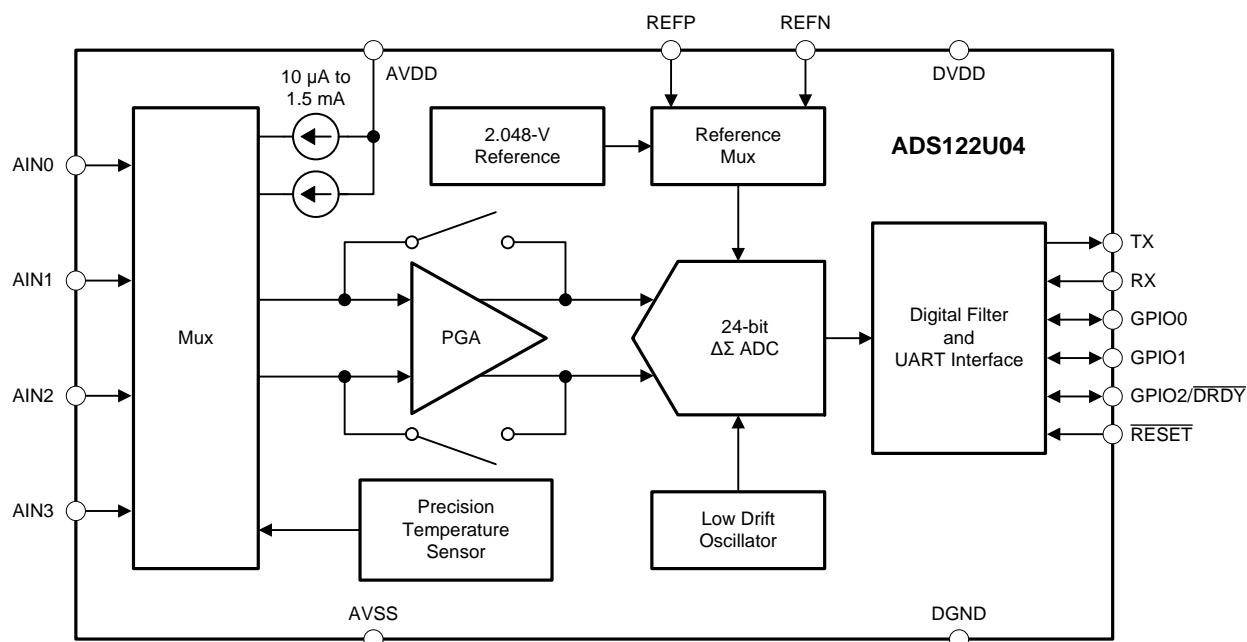 REFP
REFN
AVDD
DVDD
10 µA to
1.5 mA
2.048-V
Reference
Reference
Mux
ADS122U04
AIN0
AIN1
AIN2
AIN3
Mux
PGA
24-bit
ΔΣ ADC
Digital Filter
and
UART Interface
TX
RX
GPIO0
GPIO1
GPIO2/DRDY
RESET
Precision
Temperature
Sensor
Low Drift
Oscillator
AVSS
DGND